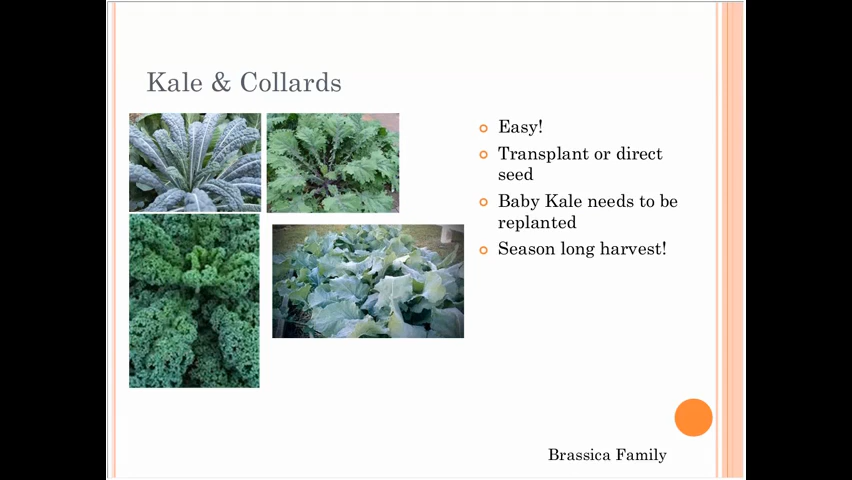 Kale & Collards
Easy!
Transplant or direct
seed
Baby Kale needs to be
replanted
Season long harvest!
Brassica Family